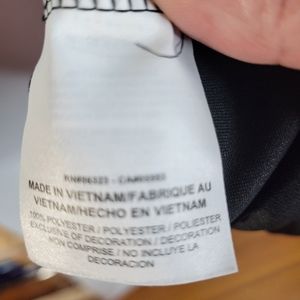 MADE IN VIETNAM/FABRIQUE AU
VIETNAM/HECHO EN VIETNAM
100% POLYESTER / POLYESTER / POLIESTER
EXCLUSIVE OF DECORATION / DECORATION
NON COMPRISE / NO INCLUYE LA
DECORACION